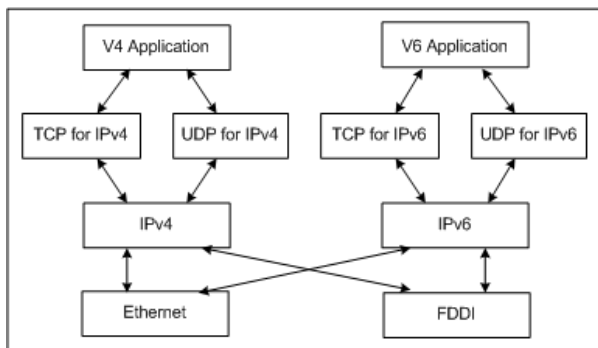 V4 Application
V6 Application
TCP for IPv4
UDP for IPv4
TCP for IPv6
UDP for IPv6
IPv4
IPv6
Ethernet
FDDI